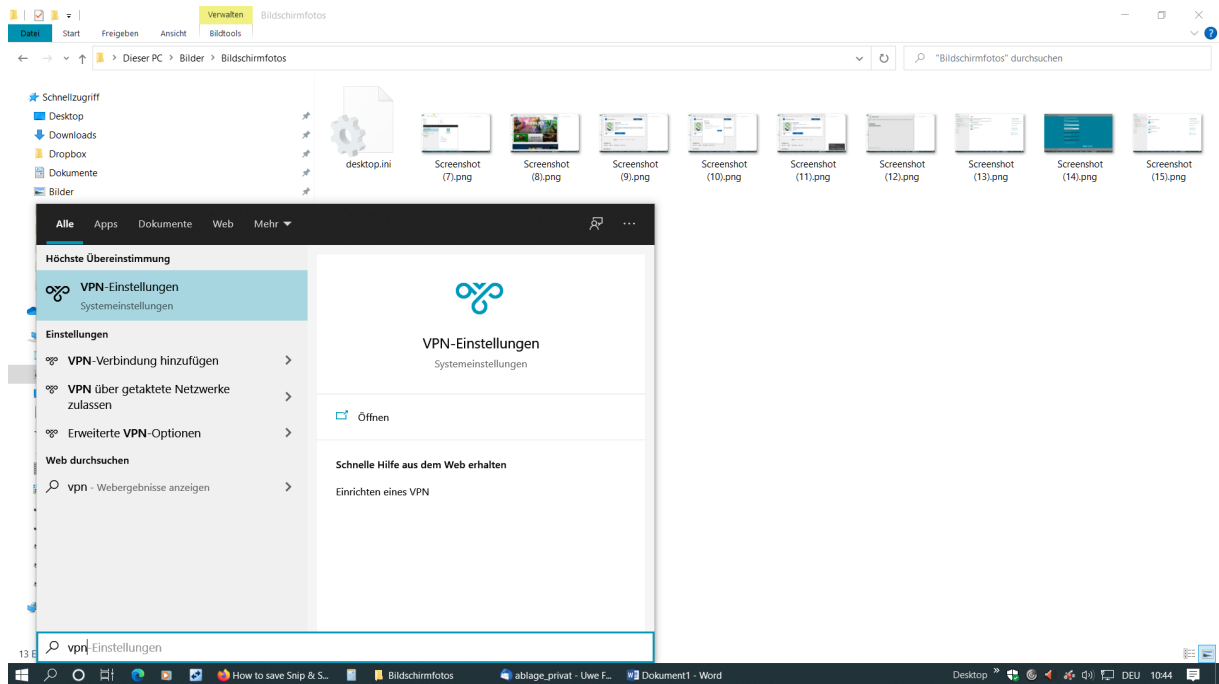 Verwalten
Bildschirmfotos
Datei
Start
Freigeben
Ansicht
Bildtools
Dieser PC > Bilder > Bildschirmfotos
"Bildschirmfotos" durchsuchen
Schnellzugriff
Desktop
Downloads
Dropbox
Dokumente
Bilder
desktop.ini
Screenshot
(7).png
Screenshot
(8).png
Screenshot
(9).png
Screenshot
(10).png
Screenshot
(11).png
Screenshot
(12).png
Screenshot
(13).png
Screenshot
(14).png
Screenshot
(15).png
Alle
Apps
Dokumente
Web
Mehr
Höchste Übereinstimmung
VPN-Einstellungen
Systemeinstellungen
Einstellungen
VPN-Verbindung hinzufügen
VPN über getaktete Netzwerke
zulassen
Erweiterte VPN-Optionen
Web durchsuchen
vpn - Webergebnisse anzeigen
VPN-Einstellungen
Systemeinstellungen
Öffnen
Schnelle Hilfe aus dem Web erhalten
Einrichten eines VPN
vpn-Einstellungen
13 E
How to save Snip & S...
Bildschirmfotos
ablage_privat - Uwe F...
Dokument1 - Word
Desktop
DEU
10:44